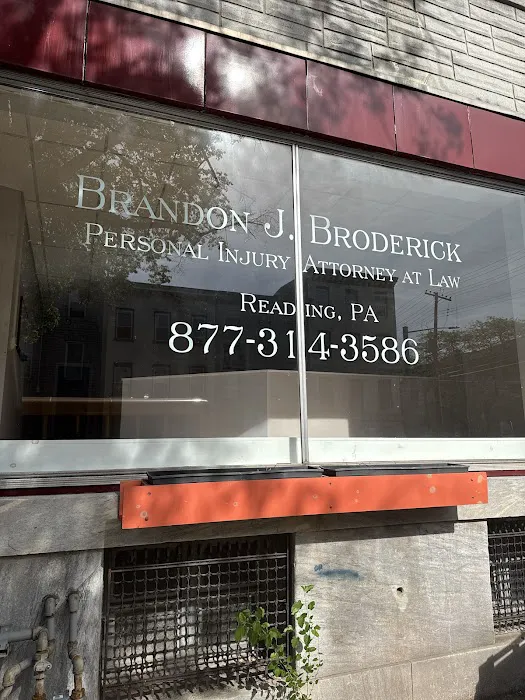 Brandon J. Broderick
Personal Injury Attorney at Law
Reading, PA
877-314-3586